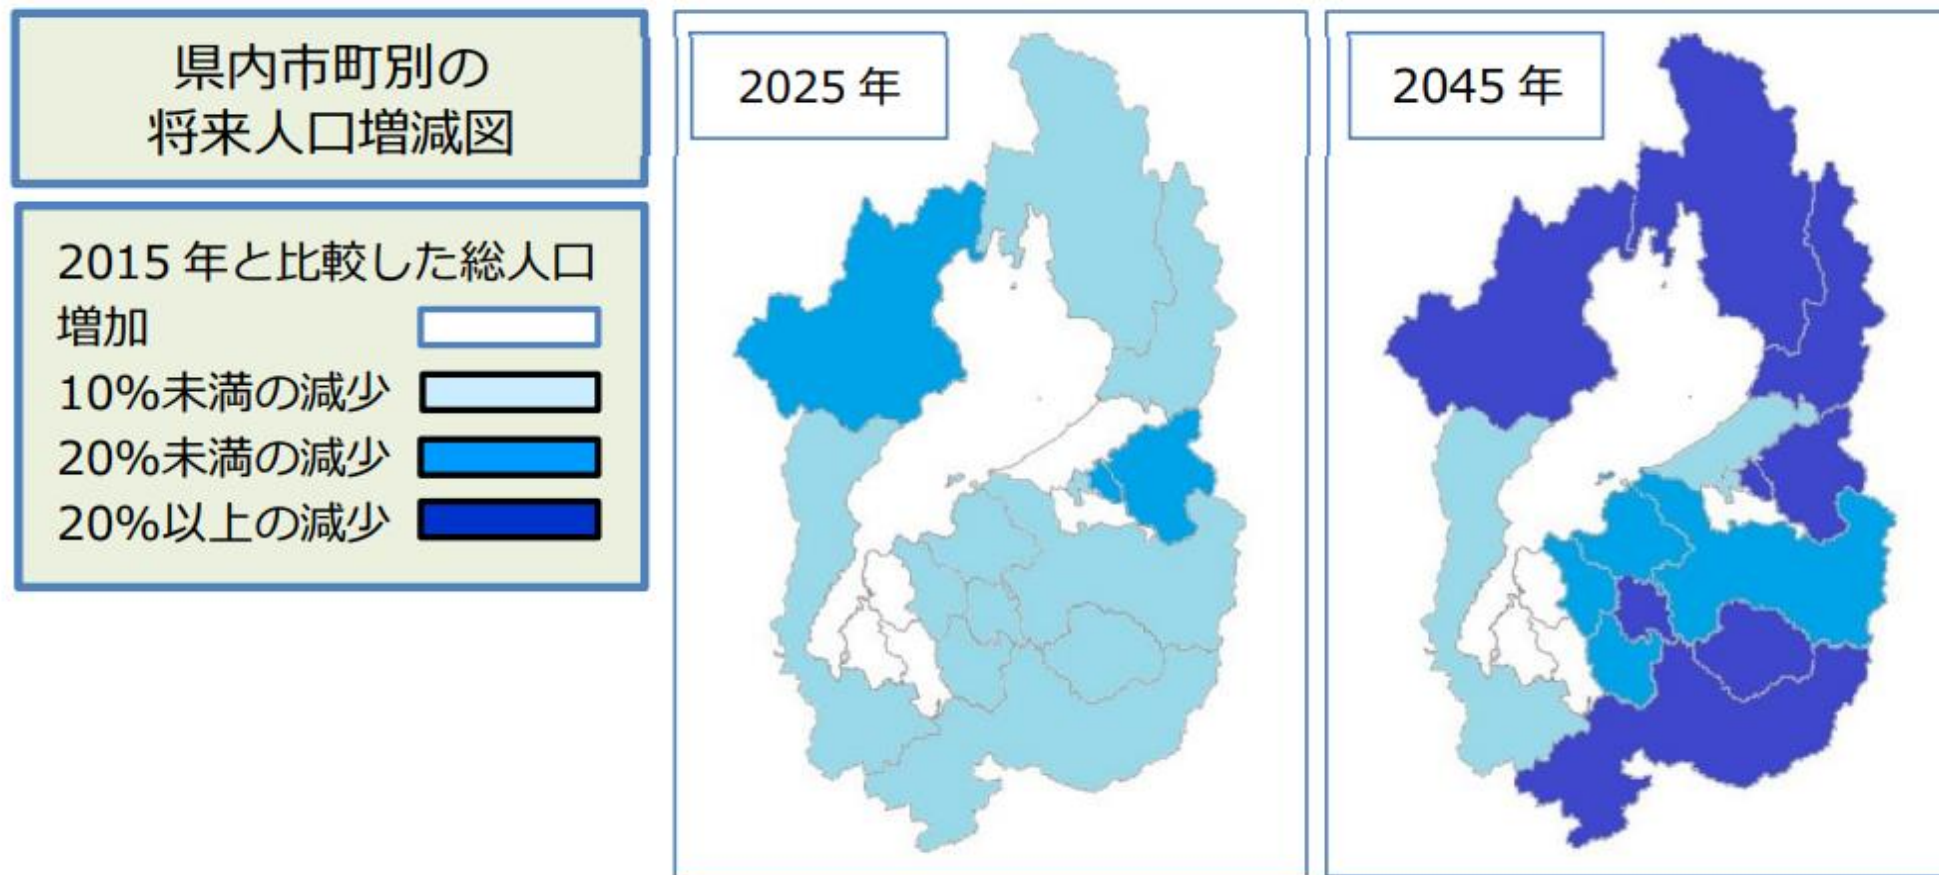 県内市町別の
将来人口増減図
2015 年と比較した総人口
増加
10%未満の減少
20%未満の減少
20%以上の減少
2025 年
2045 年